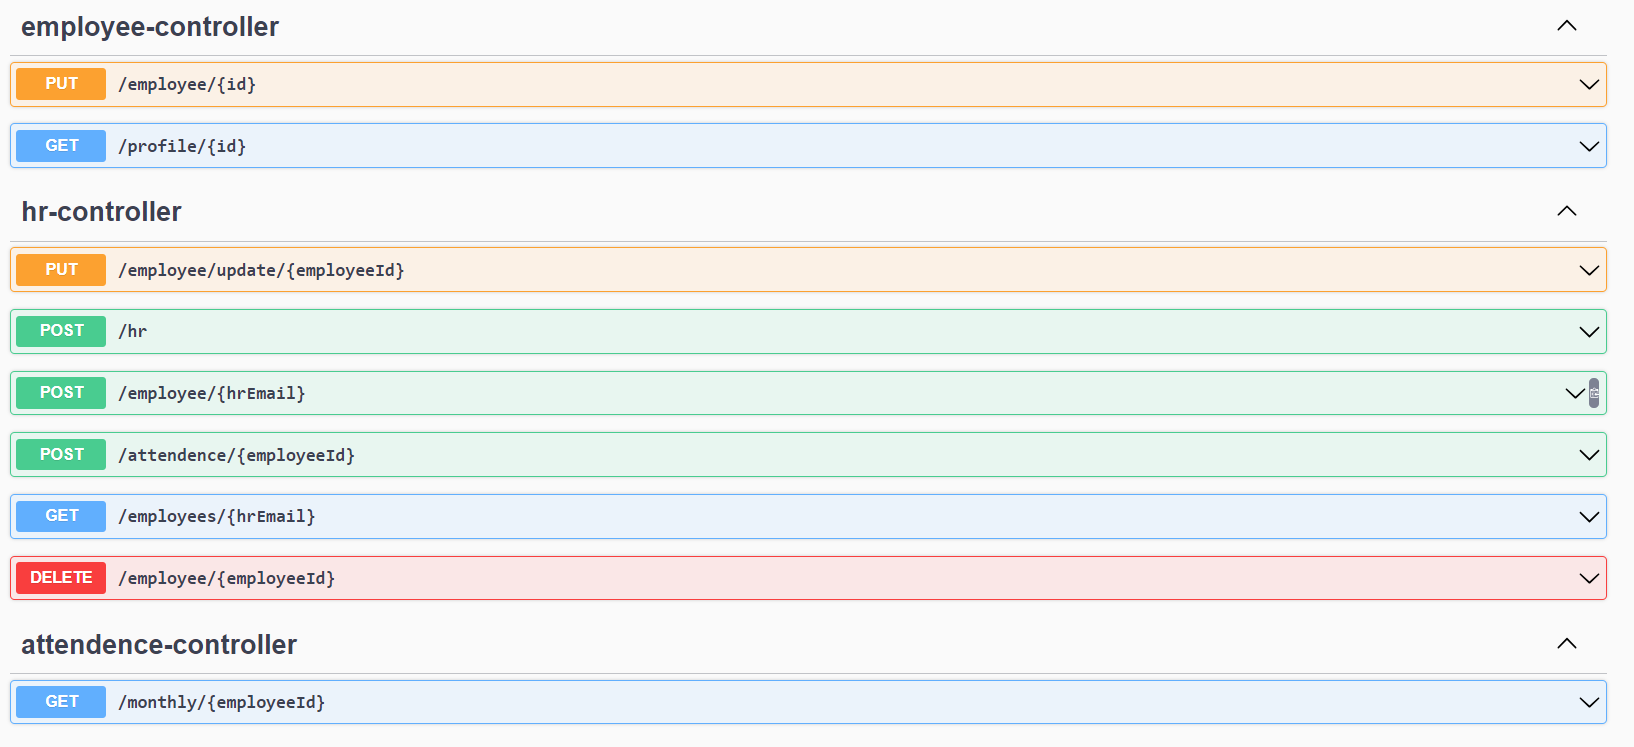 employee-controller
PUT /employee/{id}
GET /profile/{id}
hr-controller
PUT /employee/update/{employeeId}
POST /hr
POST /employee/{hrEmail}
POST /attendence/{employeeId}
GET /employees/{hrEmail}
DELETE /employee/{employeeId}
attendence-controller
GET /monthly/{employeeId}